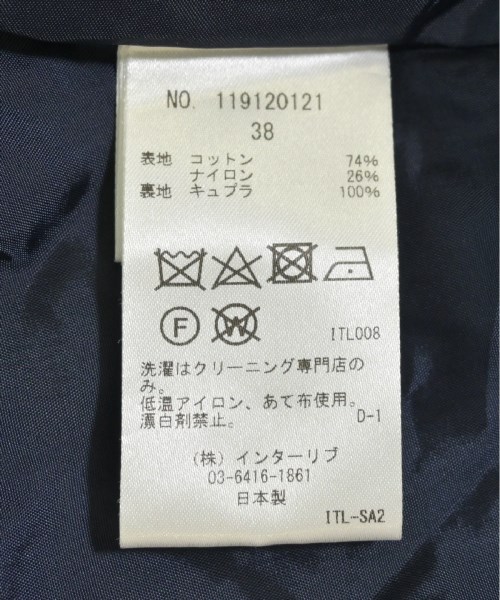 NO. 119120121
38
表地 コットン 74%
ナイロン 26%
裏地 キュプラ 100%
F W
ITL008
洗濯はクリーニング専門店の
み。
低温アイロン、あて布使用。
漂白剤禁止。 D-1
(株)インターリブ
03-6416-1861
日本製
ITL-SA2